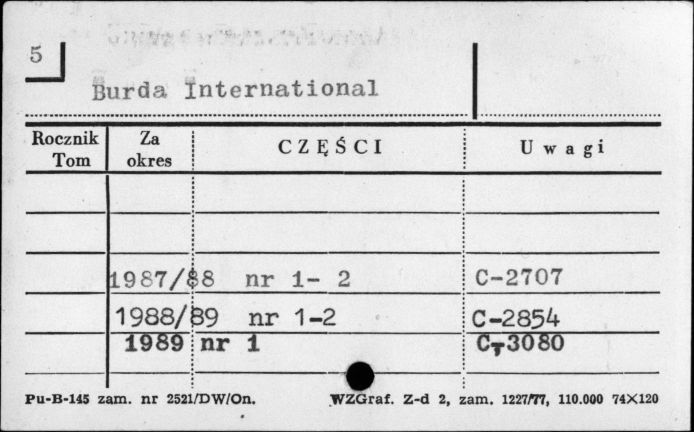 5
Burda International
Rocznik Tom
Za okres
CZĘŚCI
Uwagi
1987/88 nr 1- 2 C-2707
1988/89 nr 1-2 C-2854
1989 nr 1 C-3080
Pu-B-145 zam. nr 2521/DW/On. WZGraf. Z-d 2, zam. 1227/77, 110.000 74×120